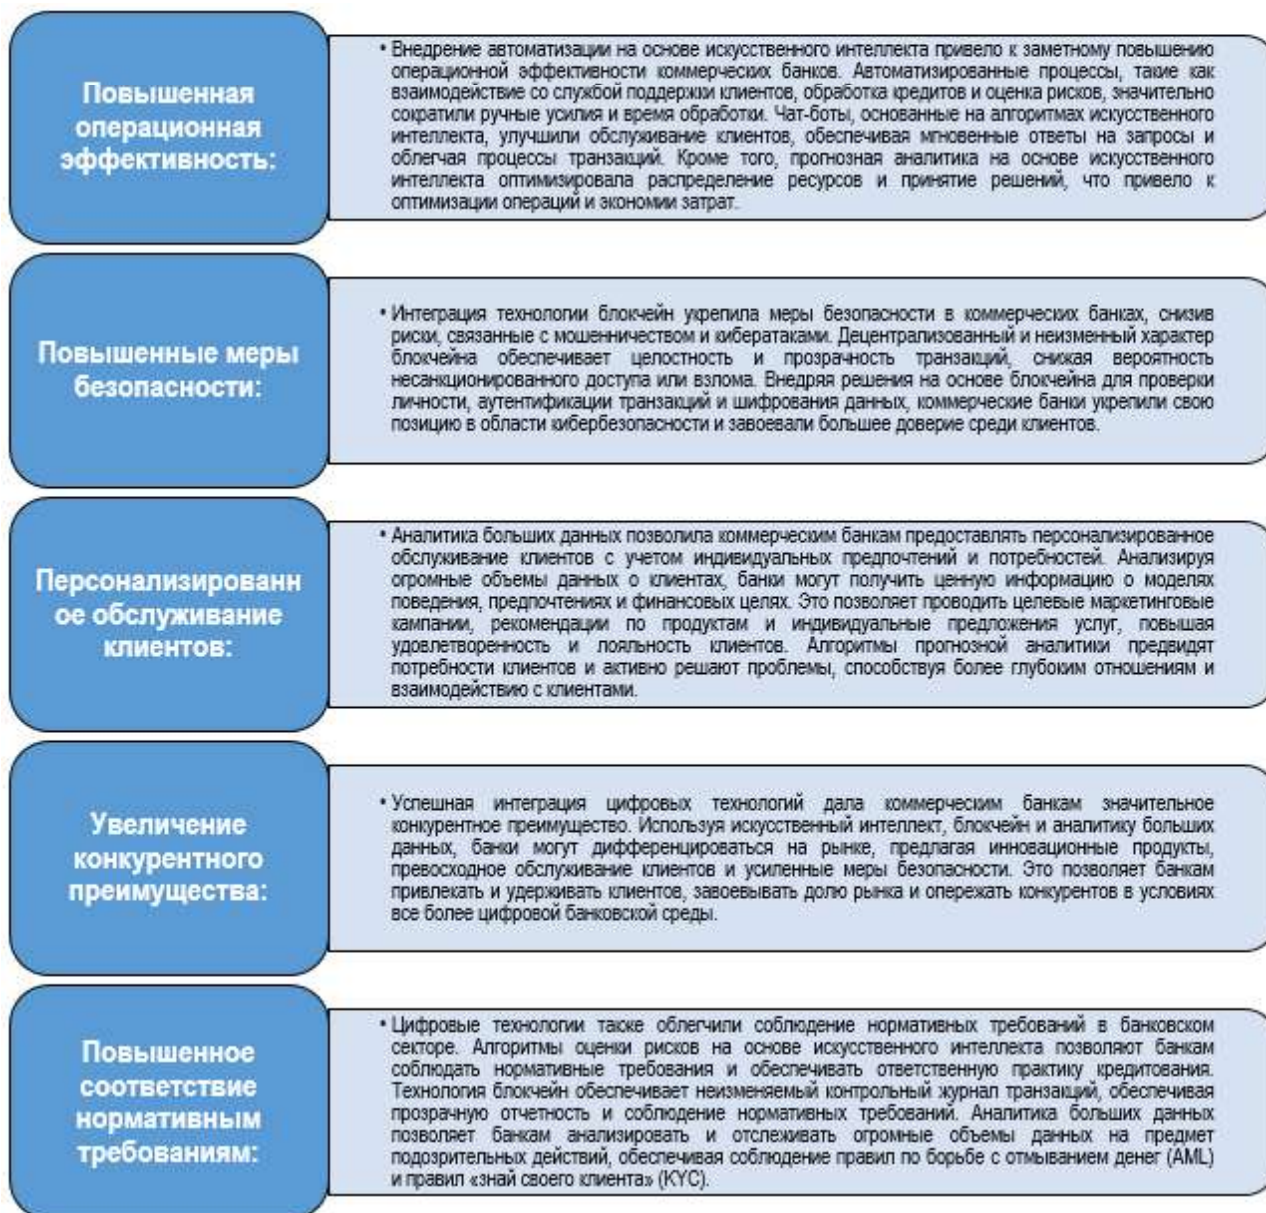 Повышенная
операционная
эффективность:
• Внедрение автоматизации на основе искусственного интеллекта привело к заметному повышению
операционной эффективности коммерческих банков. Автоматизированные процессы, такие как
взаимодействие со службой поддержки клиентов, обработка кредитов и оценка рисков, значительно
сократили ручные усилия и время обработки. Чат-боты, основанные на алгоритмах искусственного
интеллекта, улучшили обслуживание клиентов, обеспечивая мгновенные ответы на запросы и
облегчая процессы транзакций. Кроме того, прогнозная аналитика на основе искусственного
интеллекта оптимизировала распределение ресурсов и принятие решений, что привело к
оптимизации операций и экономии затрат.
Повышенные меры
безопасности:
• Интеграция технологии блокчейн укрепила меры безопасности в коммерческих банках, снизив
риски, связанные с мошенничеством и кибератаками. Децентрализованный и неизменный характер
блокчейна обеспечивает целостность и прозрачность транзакций, снижая вероятность
несанкционированного доступа или взлома. Внедряя решения на основе блокчейна для проверки
личности, аутентификации транзакций и шифрования данных, коммерческие банки укрепили свою
позицию в области кибербезопасности и завоевали большее доверие среди клиентов.
Персонализированн
ое обслуживание
клиентов:
• Аналитика больших данных позволила коммерческим банкам предоставлять персонализированное
обслуживание клиентов с учетом индивидуальных предпочтений и потребностей. Анализируя
огромные объемы данных о клиентах, банки могут получить ценную информацию о моделях
поведения, предпочтениях и финансовых целях. Это позволяет проводить целевые маркетинговые
кампании, рекомендации по продуктам и индивидуальные предложения услуг, повышая
удовлетворенность и лояльность клиентов. Алгоритмы прогнозной аналитики предвидят
потребности клиентов и активно решают проблемы, способствуя более глубоким отношениям и
взаимодействию с клиентами.
Увеличение
конкурентного
преимущества:
• Успешная интеграция цифровых технологий дала коммерческим банкам значительное
конкурентное преимущество. Используя искусственный интеллект, блокчейн и аналитику больших
данных, банки могут дифференцироваться на рынке, предлагая инновационные продукты,
превосходное обслуживание клиентов и усиленные меры безопасности. Это позволяет банкам
привлекать и удерживать клиентов, завоевывать долю рынка и опережать конкурентов в условиях
все более цифровой банковской среды.
Повышенное
соответствие
нормативным
требованиям:
• Цифровые технологии также облегчили соблюдение нормативных требований в банковском
секторе. Алгоритмы оценки рисков на основе искусственного интеллекта позволяют банкам
соблюдать нормативные требования и обеспечивать ответственную практику кредитования.
Технология блокчейн обеспечивает неизменяемый контрольный журнал транзакций, обеспечивая
прозрачную отчетность и соблюдение нормативных требований. Аналитика больших данных
позволяет банкам анализировать и отслеживать огромные объемы данных на предмет
подозрительных действий, обеспечивая соблюдение правил по борьбе с отмыванием денег (AML)
и правил «знай своего клиента» (KYC).